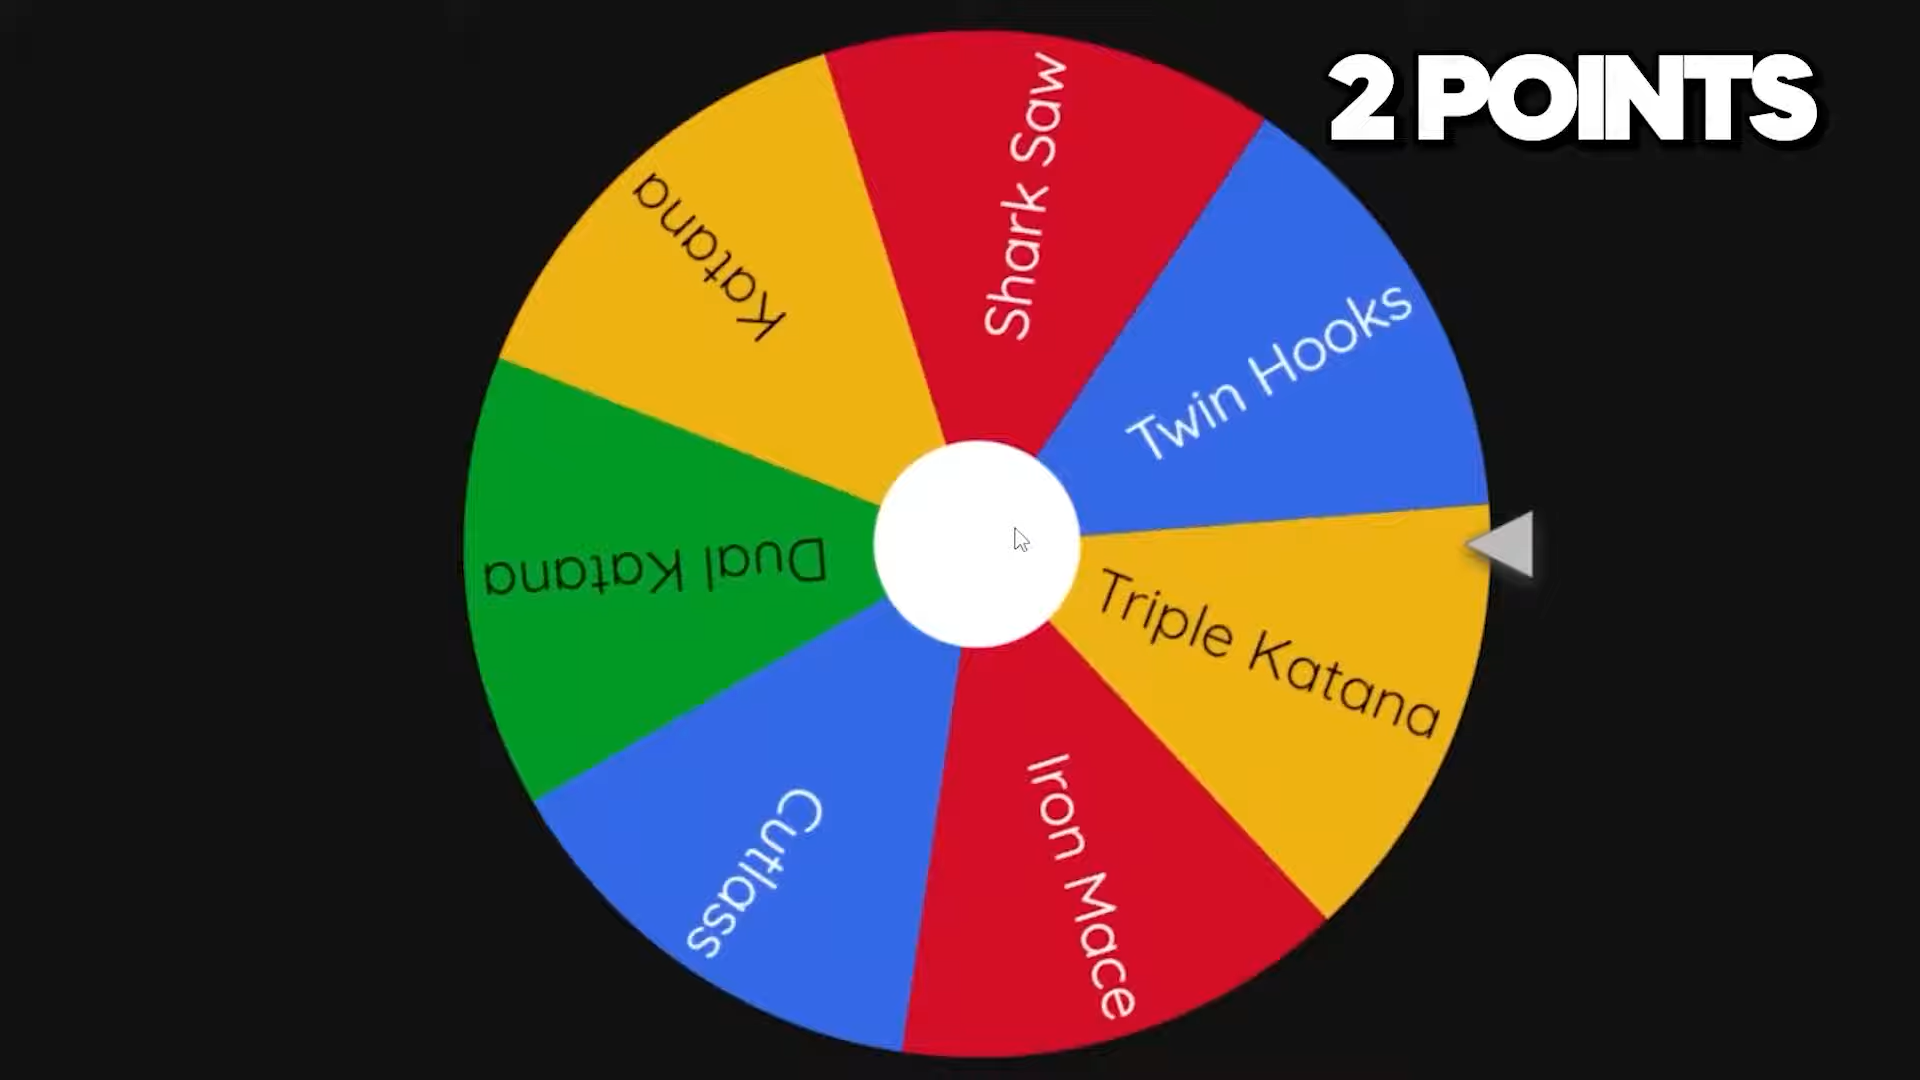 2 POINTS
Shark Saw
Twin Hooks
Triple Katana
Iron Mace
Cutlass
Dual Katana
Katana